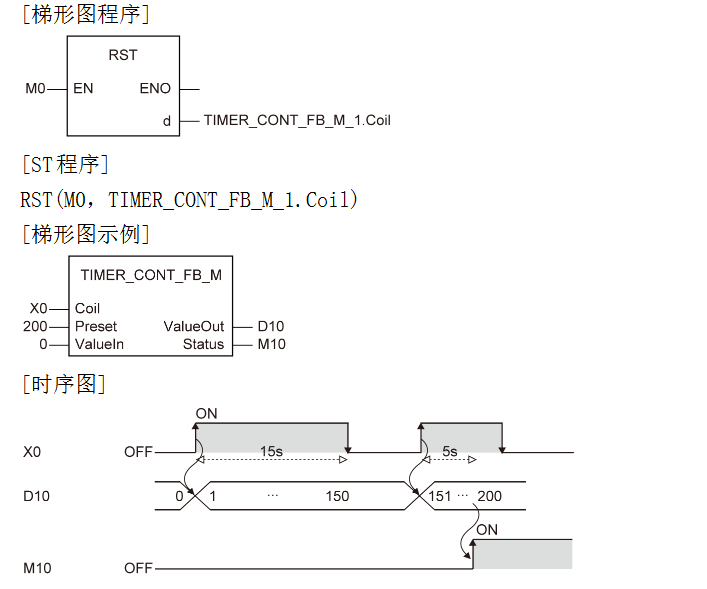 [梯形图程序]
RST
M0 EN ENO
d TIMER_CONT_FB_M_1.Coil
[ST程序]
RST(M0, TIMER_CONT_FB_M_1.Coil)
[梯形图示例]
TIMER_CONT_FB_M
X0 Coil
200 Preset ValueOut D10
0 ValueIn Status M10
[时序图]
ON
X0 OFF 15s 5s
D10 0 1 ... 150 151 ... 200
ON
M10 OFF